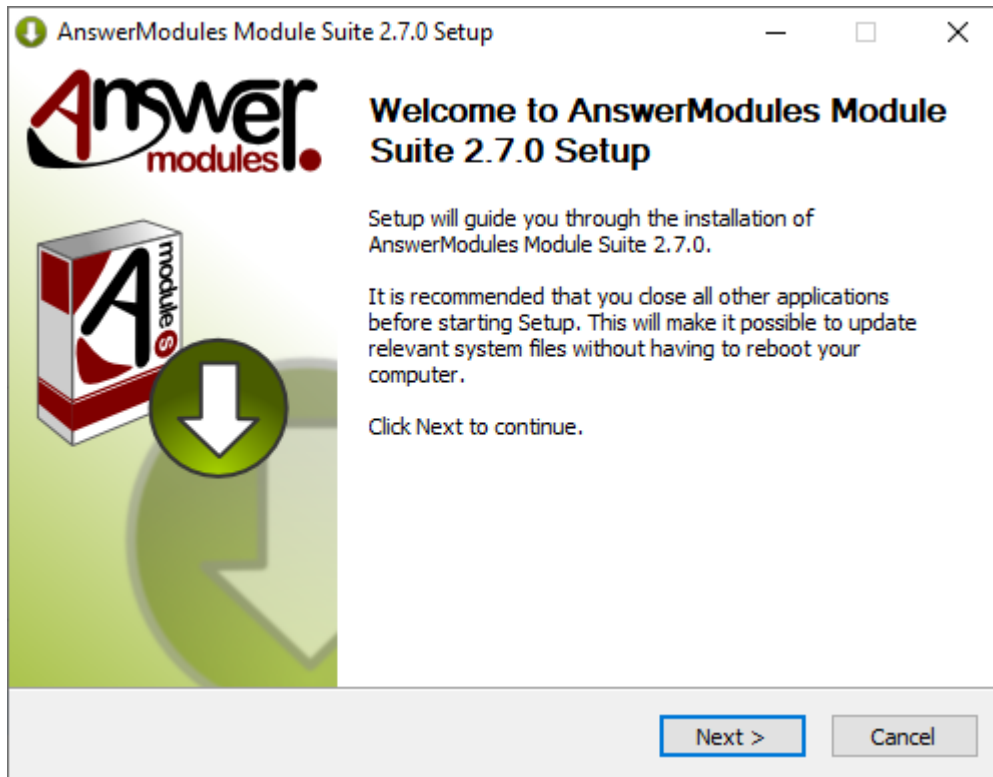 AnswerModules Module Suite 2.7.0 Setup
Answer
modules
Welcome to AnswerModules Module
Suite 2.7.0 Setup
Setup will guide you through the installation of
AnswerModules Module Suite 2.7.0.
It is recommended that you close all other applications
before starting Setup. This will make it possible to update
relevant system files without having to reboot your
computer.
Click Next to continue.
A
modules
Next >
Cancel